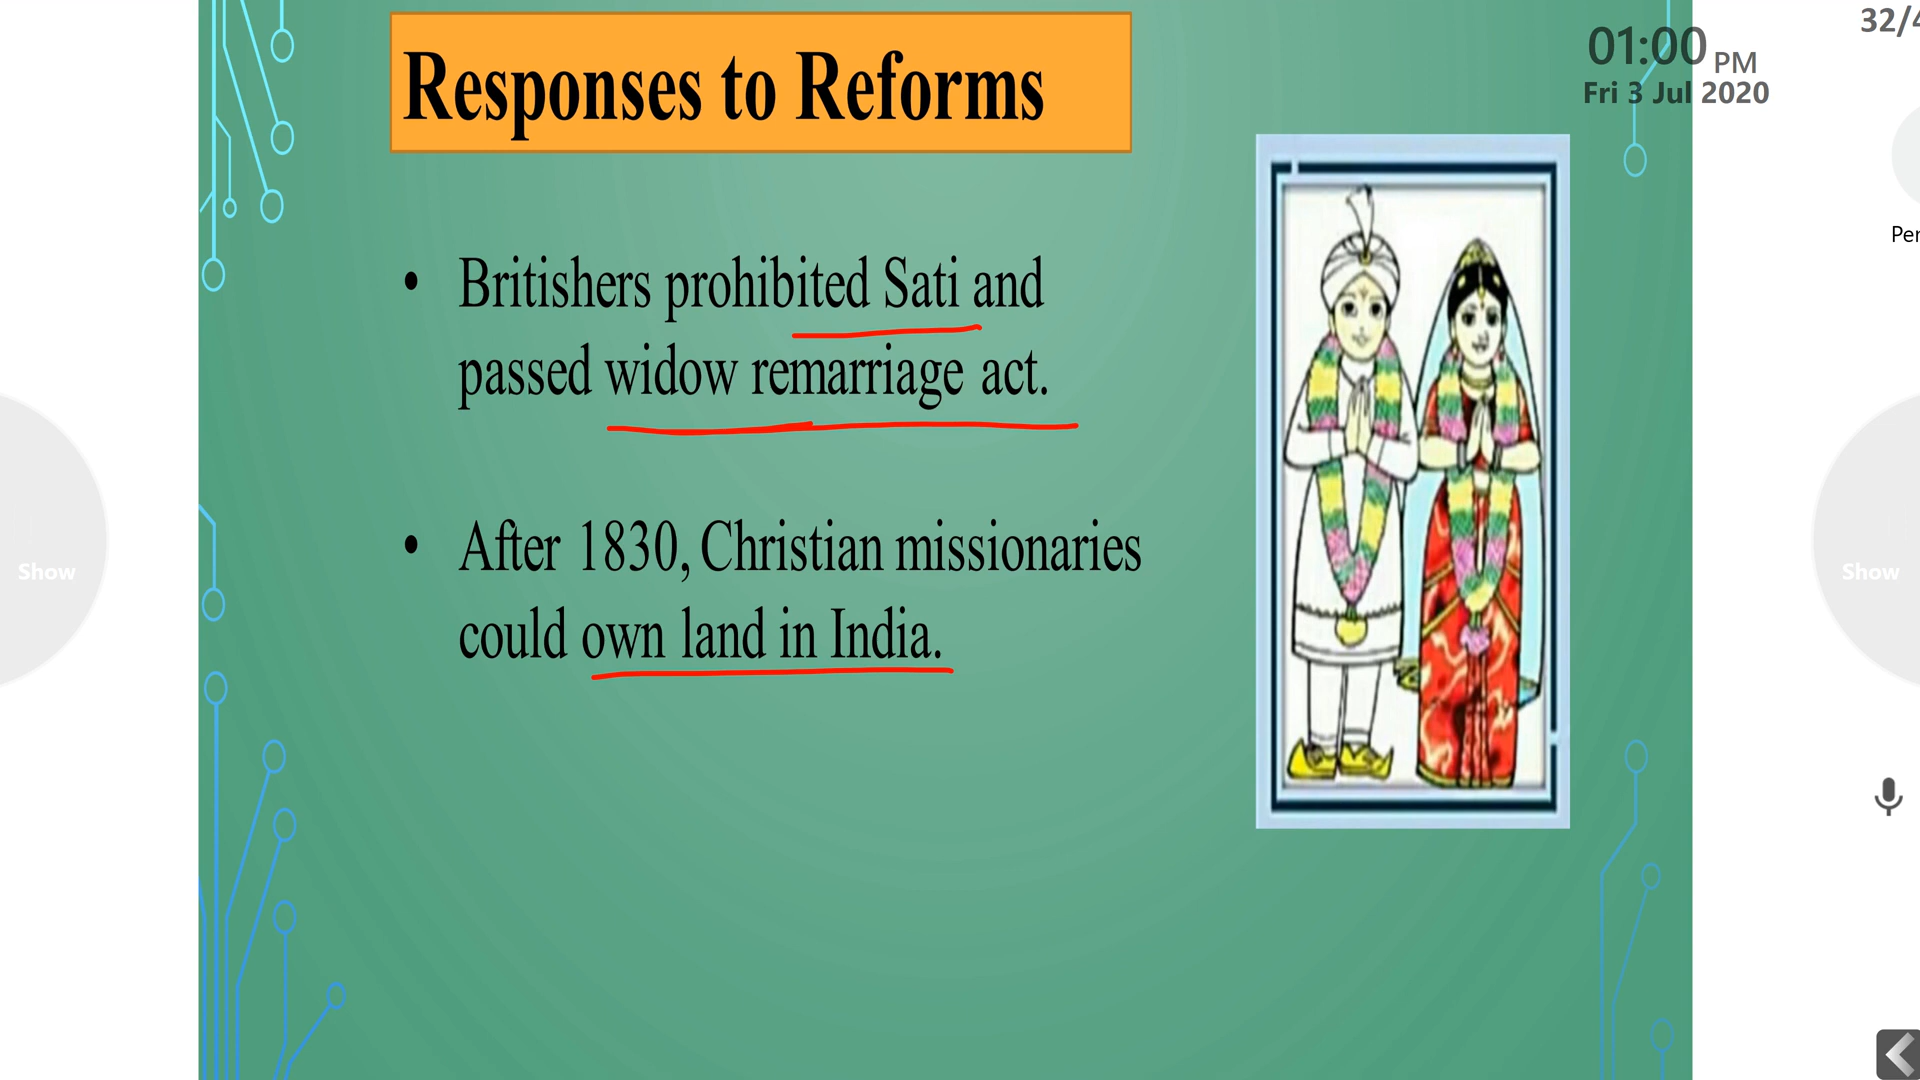 Responses to Reforms
01:00 PM
Fri 3 Jul 2020
• Britishers prohibited Sati and
passed widow remarriage act.
• After 1830, Christian missionaries
could own land in India.
Show
Show